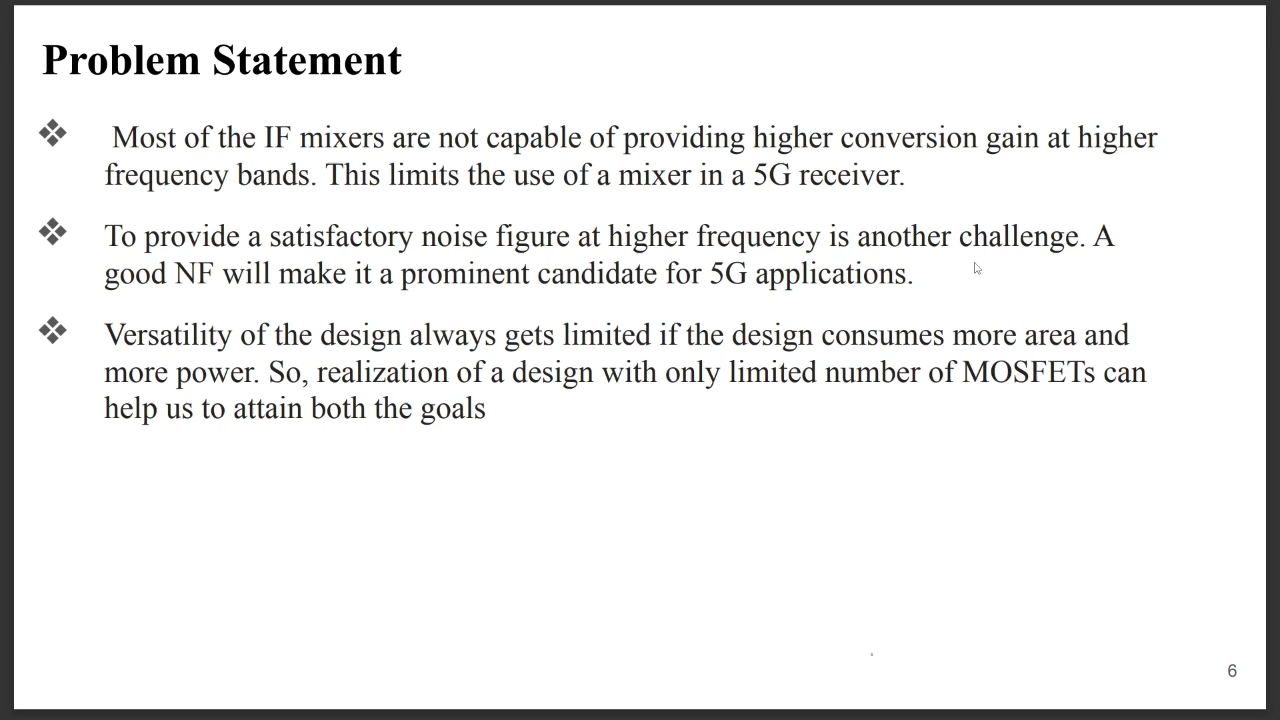 Problem Statement
Most of the IF mixers are not capable of providing higher conversion gain at higher
frequency bands. This limits the use of a mixer in a 5G receiver.
To provide a satisfactory noise figure at higher frequency is another challenge. A
good NF will make it a prominent candidate for 5G applications.
Versatility of the design always gets limited if the design consumes more area and
more power. So, realization of a design with only limited number of MOSFETs can
help us to attain both the goals
6